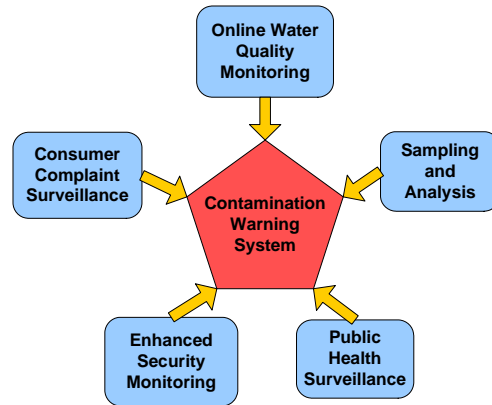 Online Water
Quality
Monitoring
Consumer
Complaint
Surveillance
Sampling
and
Analysis
Contamination
Warning
System
Enhanced
Security
Monitoring
Public
Health
Surveillance